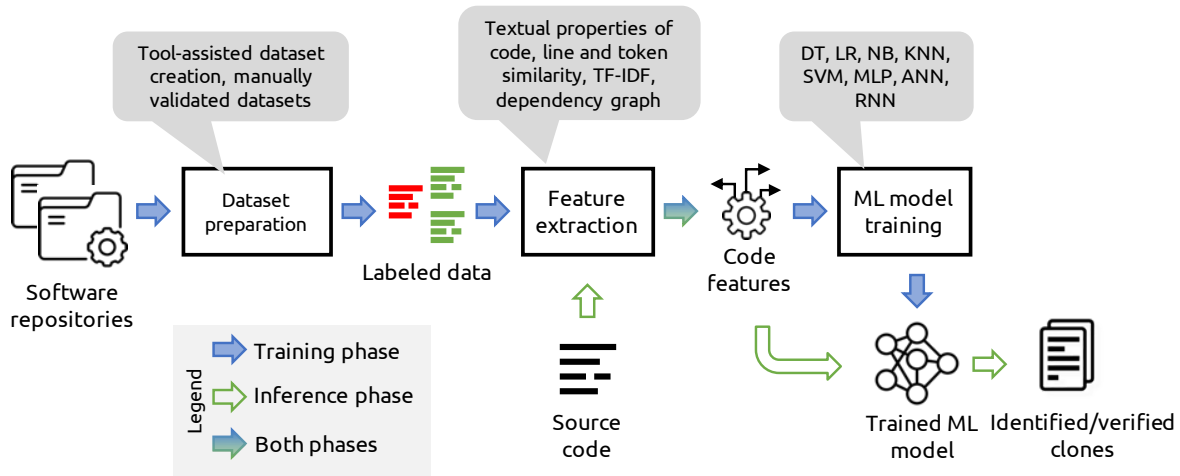 Tool-assisted dataset
creation, manually
validated datasets
Textual properties of
code, line and token
similarity, TF-IDF,
dependency graph
DT, LR, NB, KNN,
SVM, MLP, ANN,
RNN
Dataset
preparation
Feature
extraction
ML model
training
Software
repositories
Labeled data
Code
features
Legend
Training phase
Inference phase
Both phases
Source
code
Trained ML
model
Identified/verified
clones